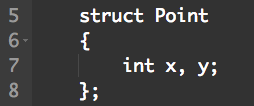 5 struct Point
6 {
7 int x, y;
8 };